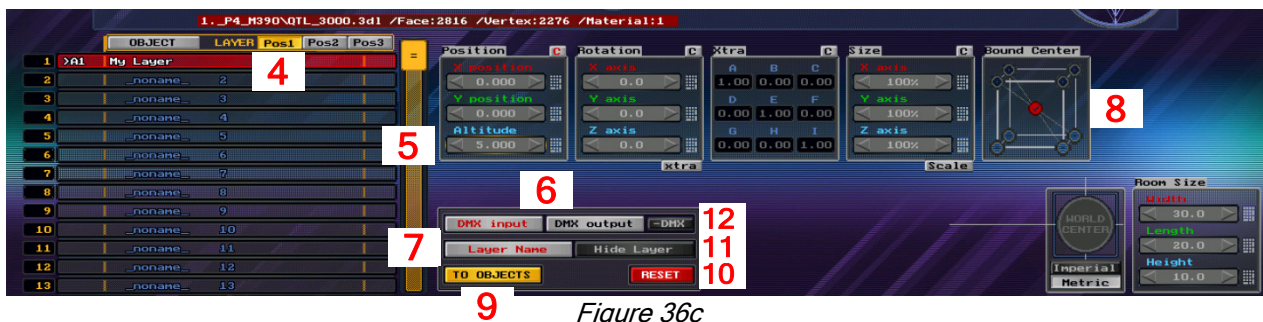 1._P4_M390\QTL_3000.3dl /Face:2816 /Vertex:2276 /Material:1
OBJECT LAYER Pos1 Pos2 Pos3
4
1 >A1 My Layer
2 _noname_ 2
3 _noname_ 3
4 _noname_ 4
5 _noname_ 5
6 _noname_ 6
7 _noname_ 7
8 _noname_ 8
9 _noname_ 9
10 _noname_ 10
11 _noname_ 11
12 _noname_ 12
13 _noname_ 13
=
5
Position C
X position
0.000
Y position
0.000
Altitude
5.000
Rotation C
X axis
0.0
Y axis
0.0
Z axis
0.0
xtra
Xtra C
A B C
1.00 0.00 0.00
D E F
0.00 1.00 0.00
G H I
0.00 0.00 1.00
Size C
X axis
100%
Y axis
100%
Z axis
100%
Scale
Bound Center
8
6
DMX input DMX output -DMX 12
7 Layer Name Hide Layer 11
TO OBJECTS RESET 10
9
WORLD
CENTER
Imperial
Metric
Room Size
Width
30.0
Length
20.0
Height
10.0
Figure 36c